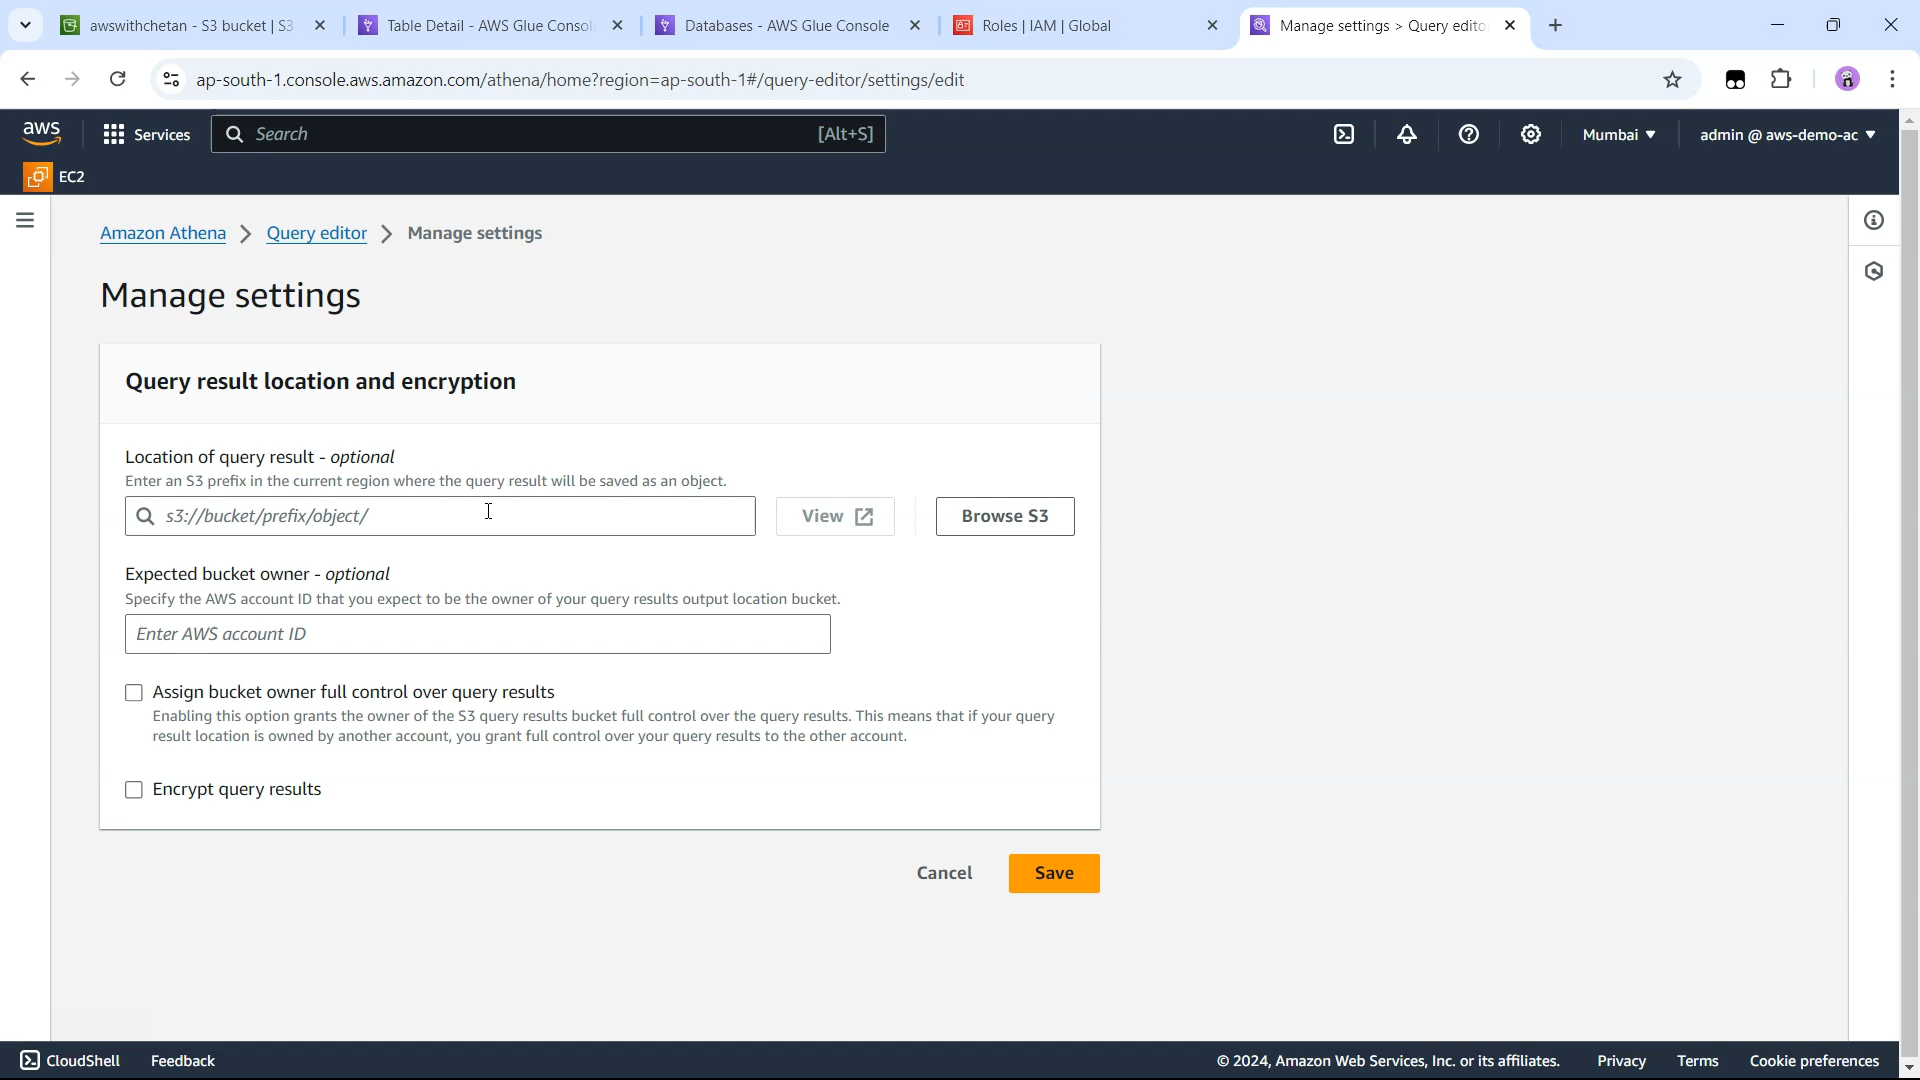 awswithchetan - S3 bucket | S3
Table Detail - AWS Glue Consol
Databases - AWS Glue Console
Roles | IAM | Global
Manage settings > Query edito
ap-south-1.console.aws.amazon.com/athena/home?region=ap-south-1#/query-editor/settings/edit
aws
Services
Search
[Alt+S]
Mumbai
admin @ aws-demo-ac
EC2
Amazon Athena
Query editor
Manage settings
Manage settings
Query result location and encryption
Location of query result - optional
Enter an S3 prefix in the current region where the query result will be saved as an object.
s3://bucket/prefix/object/
View
Browse S3
Expected bucket owner - optional
Specify the AWS account ID that you expect to be the owner of your query results output location bucket.
Enter AWS account ID
Assign bucket owner full control over query results
Enabling this option grants the owner of the S3 query results bucket full control over the query results. This means that if your query
result location is owned by another account, you grant full control over your query results to the other account.
Encrypt query results
Cancel
Save
CloudShell
Feedback
© 2024, Amazon Web Services, Inc. or its affiliates.
Privacy
Terms
Cookie preferences